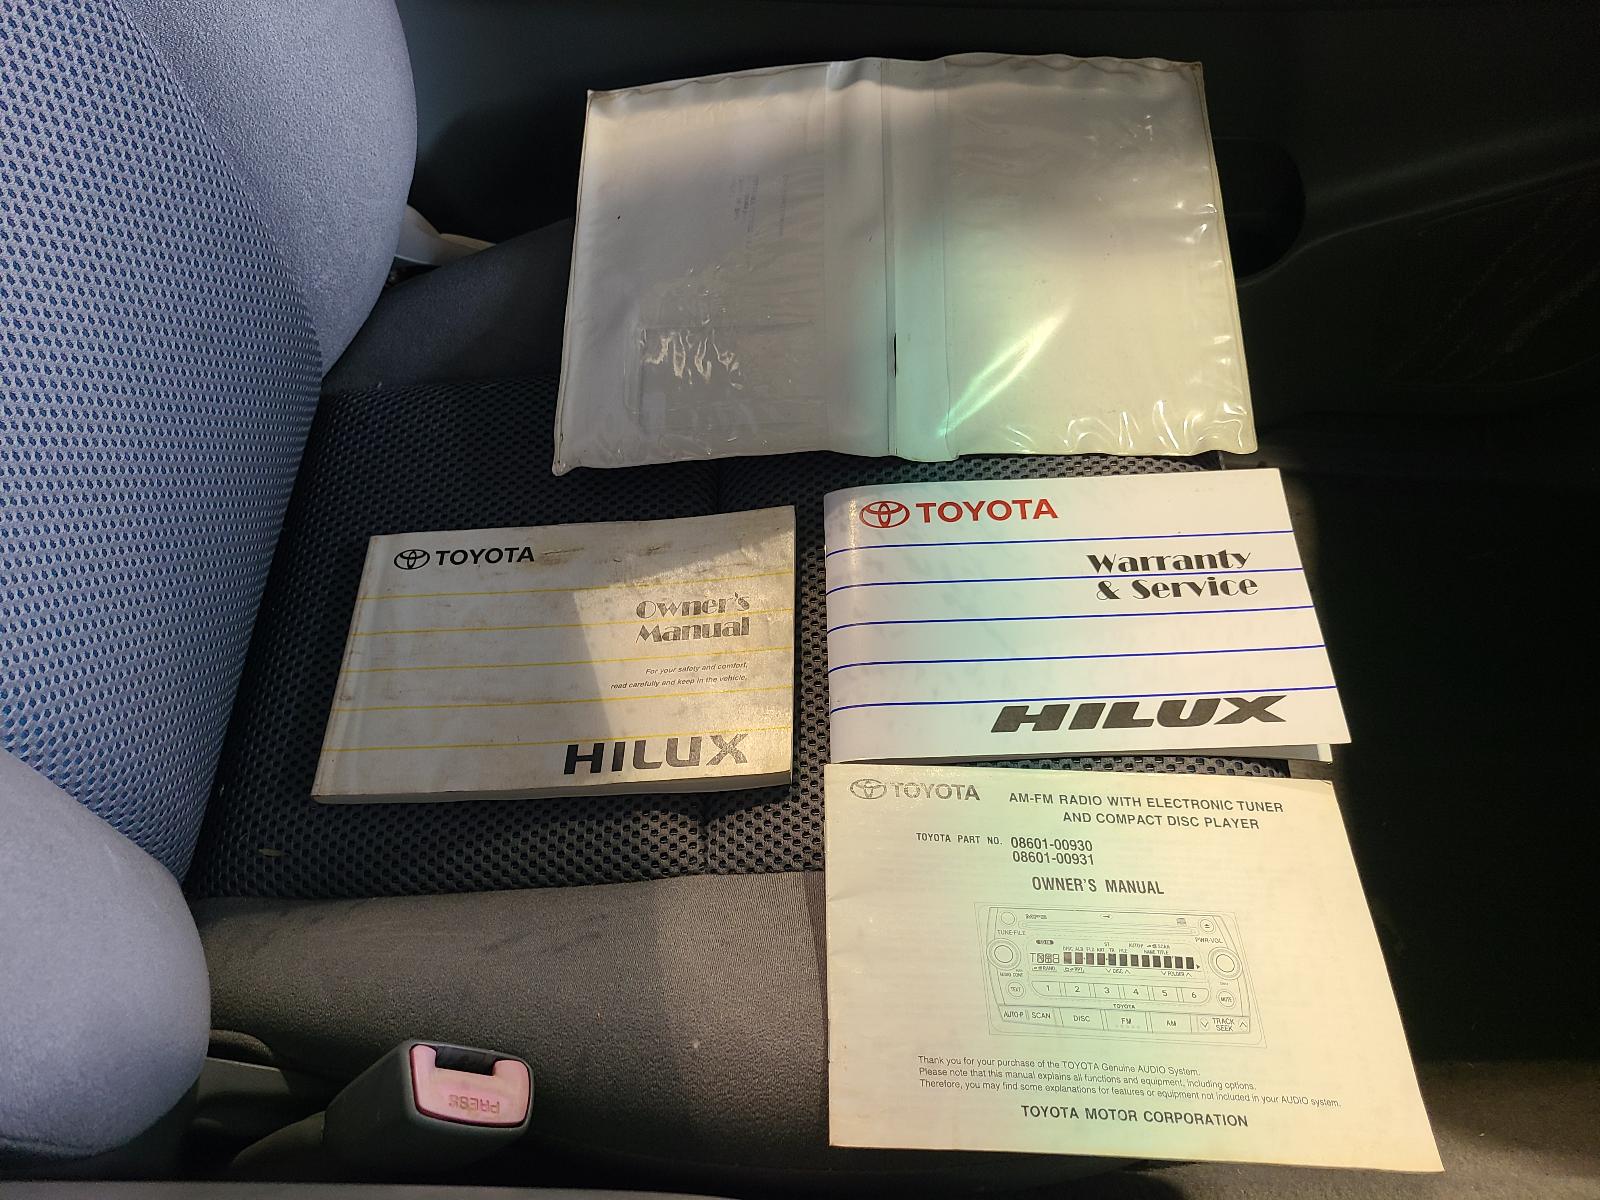 TOYOTA
Owner's
Manual
For your safety and comfort,
read carefully and keep in the vehicle.
HILUX
TOYOTA
Warranty
& Service
HILUX
TOYOTA
AM-FM RADIO WITH ELECTRONIC TUNER
AND COMPACT DISC PLAYER
TOYOTA PART NO. 08601-00930
08601-00931
OWNER'S MANUAL
MP3
TUNE•FILE
PWR•VOL
AUDIO CONT
TEXT
1 2 3 4 5 6
MUTE
TOYOTA
AUTO•P SCAN DISC FM AM TRACK
SEEK
Thank you for your purchase of the TOYOTA Genuine AUDIO System.
Please note that this manual explains all functions and equipment, including options.
Therefore, you may find some explanations for features or equipment not included in your AUDIO system.
TOYOTA MOTOR CORPORATION
PRESS